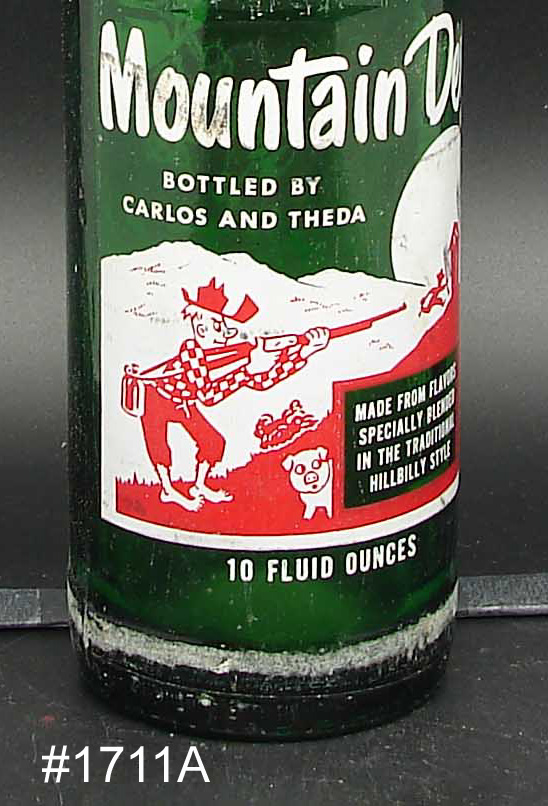 Mountain De
BOTTLED BY
CARLOS AND THEDA
MADE FROM FLAVORS
SPECIALLY BLENDED
IN THE TRADITIONAL
HILLBILLY STYLE
10 FLUID OUNCES
#1711A